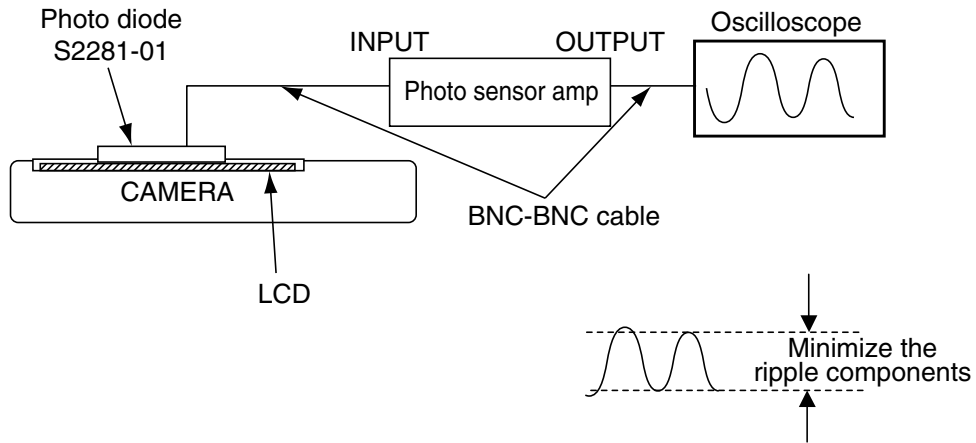 Photo diode
S2281-01
INPUT
OUTPUT
Oscilloscope
Photo sensor amp
CAMERA
BNC-BNC cable
LCD
Minimize the
ripple components